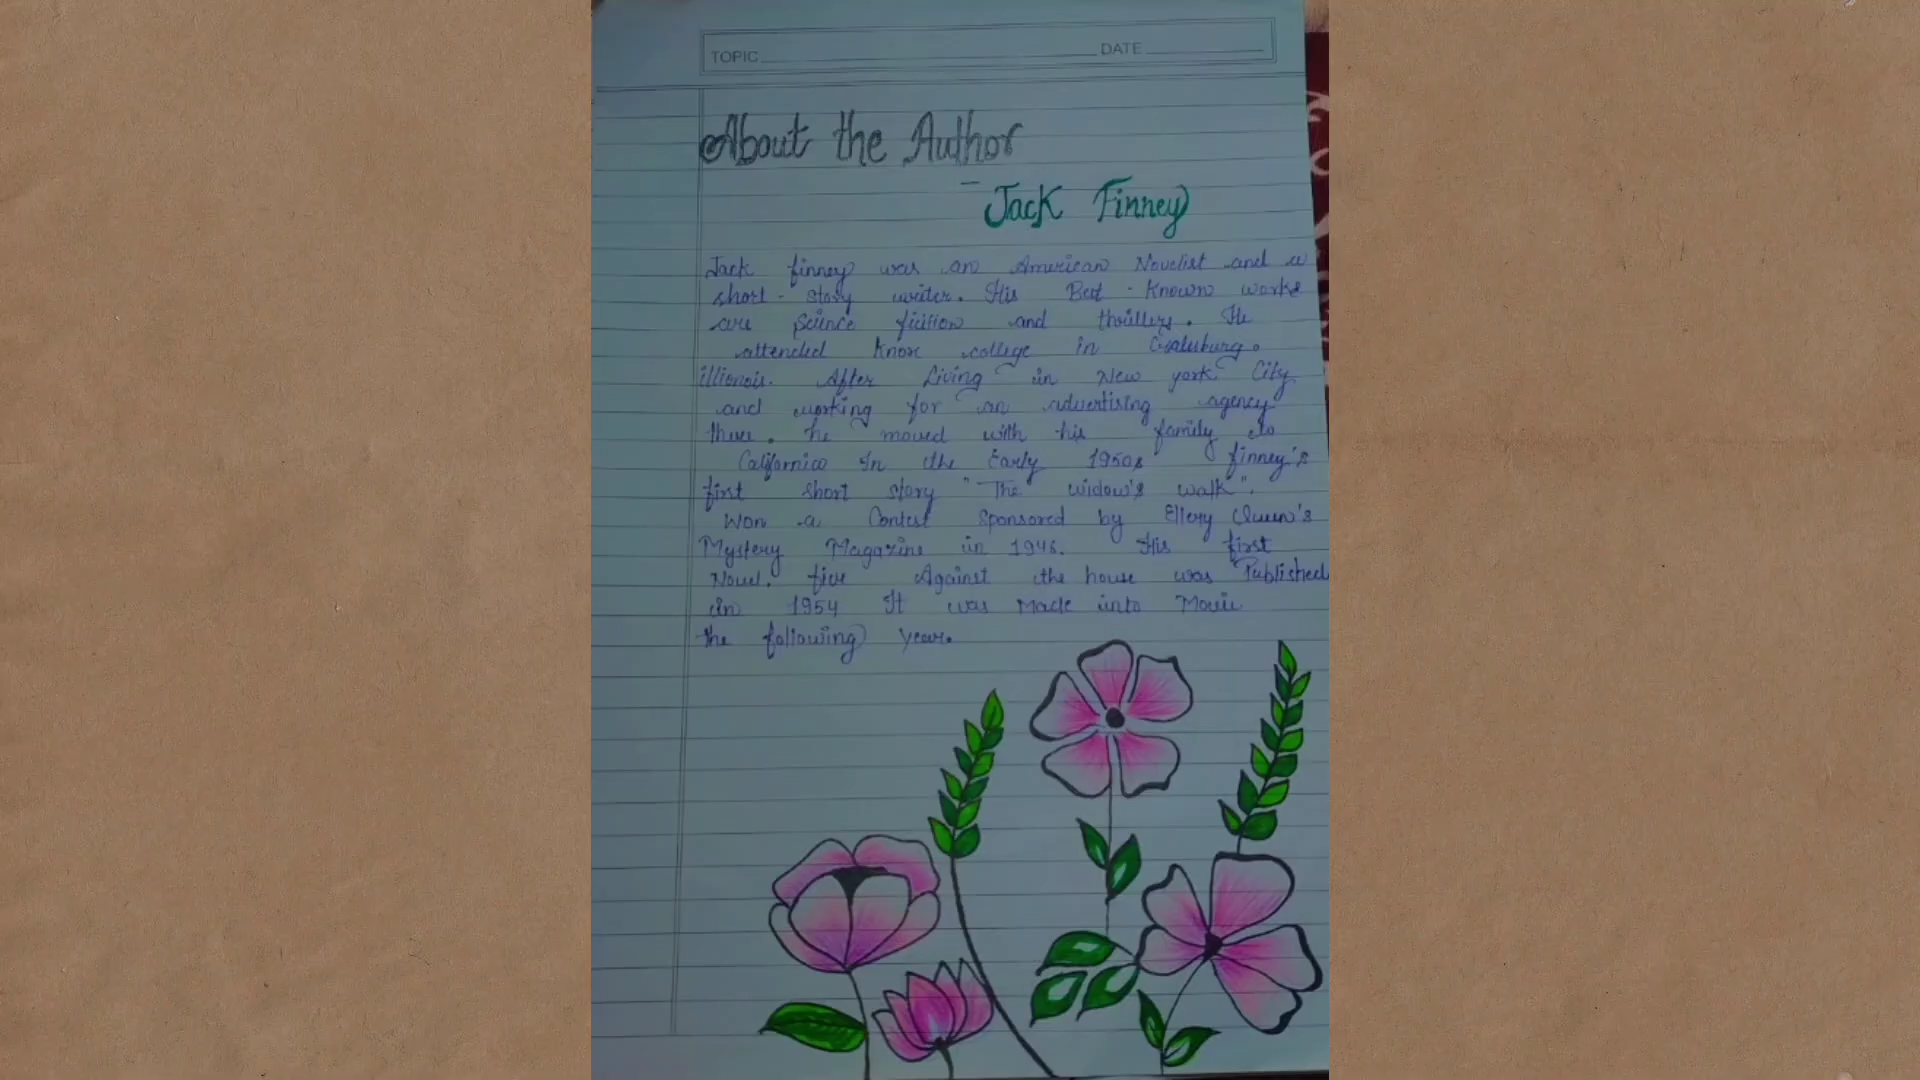 TOPIC DATE
About the Author
- Jack Finney
Jack finney was an American Novelist and a
short - story writer. His Best - Known works
are Science fiction and thrillers. He
attended Knox college in Galesburg.
illionois. After Living in New york City
and working for an advertising agency
there. he moved with his family to
California In the Early 1950s finney's
first short story "The widow's walk".
Won a Contest Sponsored by Ellery Queen's
Mystery Magazine in 1946. His first
Novel. five Against the house was Published
in 1954 It was Made into Movie
the following year.